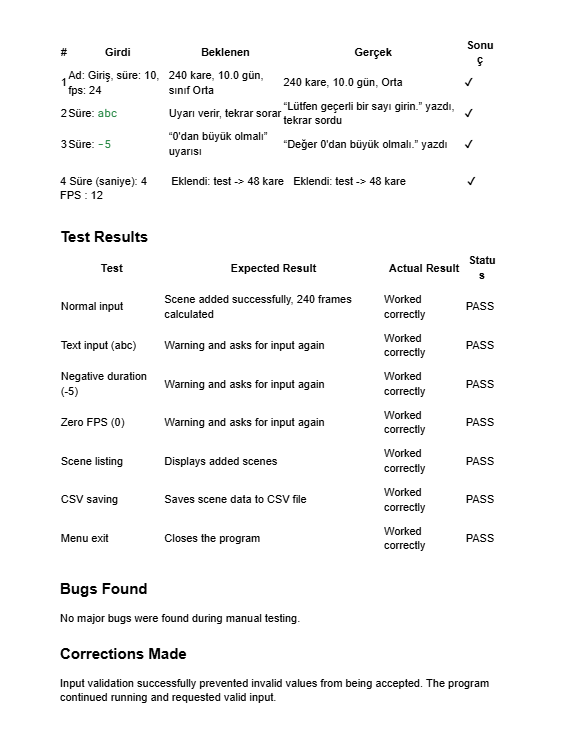 # Girdi Beklenen Gerçek Sonu
ç
1 Ad: Giriş, süre: 10, 240 kare, 10.0 gün, 240 kare, 10.0 gün, Orta ✓
fps: 24 sınıf Orta
2 Süre: abc Uyarı verir, tekrar sorar “Lütfen geçerli bir sayı girin.” yazdı, ✓
tekrar sordu
3 Süre: -5 “0'dan büyük olmalı” “Değer 0'dan büyük olmalı.” yazdı ✓
uyarısı
4 Süre (saniye): 4 Eklendi: test -> 48 kare Eklendi: test -> 48 kare ✓
FPS : 12
Test Results
Test Expected Result Actual Result Statu
s
Normal input Scene added successfully, 240 frames Worked PASS
calculated correctly
Text input (abc) Warning and asks for input again Worked PASS
correctly
Negative duration Warning and asks for input again Worked PASS
(-5) correctly
Zero FPS (0) Warning and asks for input again Worked PASS
correctly
Scene listing Displays added scenes Worked PASS
correctly
CSV saving Saves scene data to CSV file Worked PASS
correctly
Menu exit Closes the program Worked PASS
correctly
Bugs Found
No major bugs were found during manual testing.
Corrections Made
Input validation successfully prevented invalid values from being accepted. The program
continued running and requested valid input.